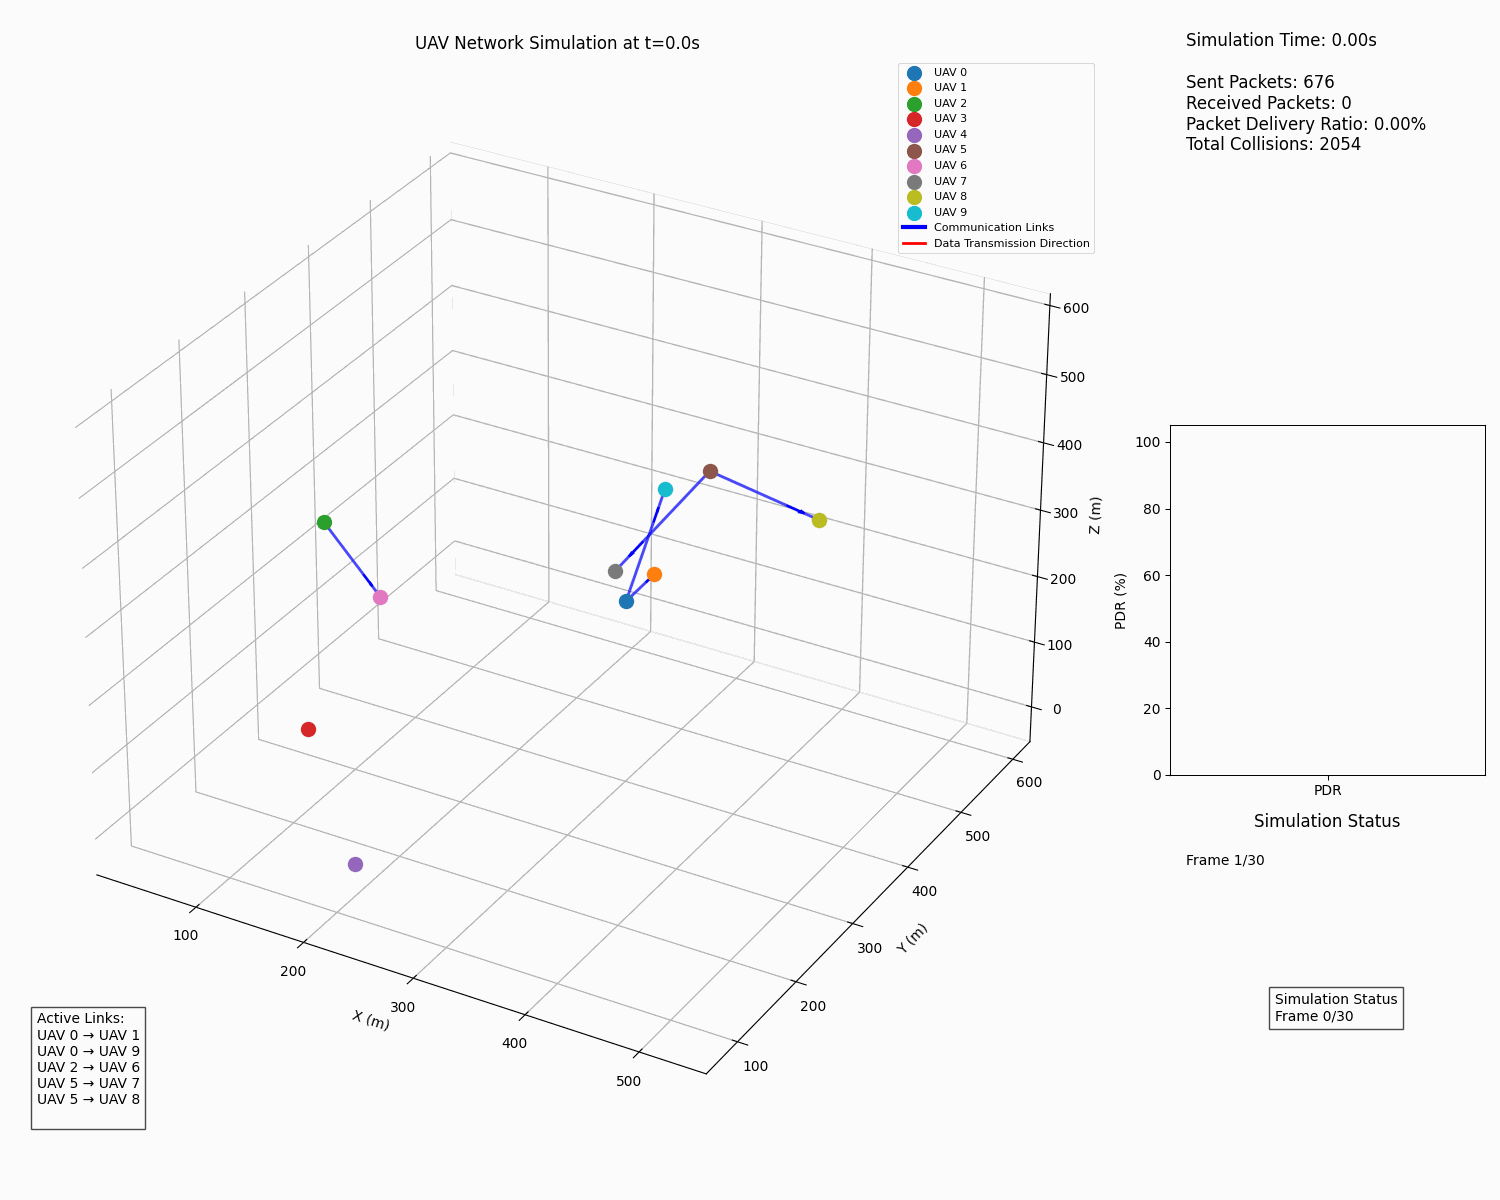 UAV Network Simulation at t=0.0s
UAV 0
UAV 1
UAV 2
UAV 3
UAV 4
UAV 5
UAV 6
UAV 7
UAV 8
UAV 9
Communication Links
Data Transmission Direction
Simulation Time: 0.00s
Sent Packets: 676
Received Packets: 0
Packet Delivery Ratio: 0.00%
Total Collisions: 2054
600
500
400
300
200
100
0
Z (m)
600
500
400
300
200
100
Y (m)
100
200
300
400
500
X (m)
100
80
60
40
20
0
PDR (%)
PDR
Simulation Status
Frame 1/30
Simulation Status
Frame 0/30
Active Links:
UAV 0 → UAV 1
UAV 0 → UAV 9
UAV 2 → UAV 6
UAV 5 → UAV 7
UAV 5 → UAV 8